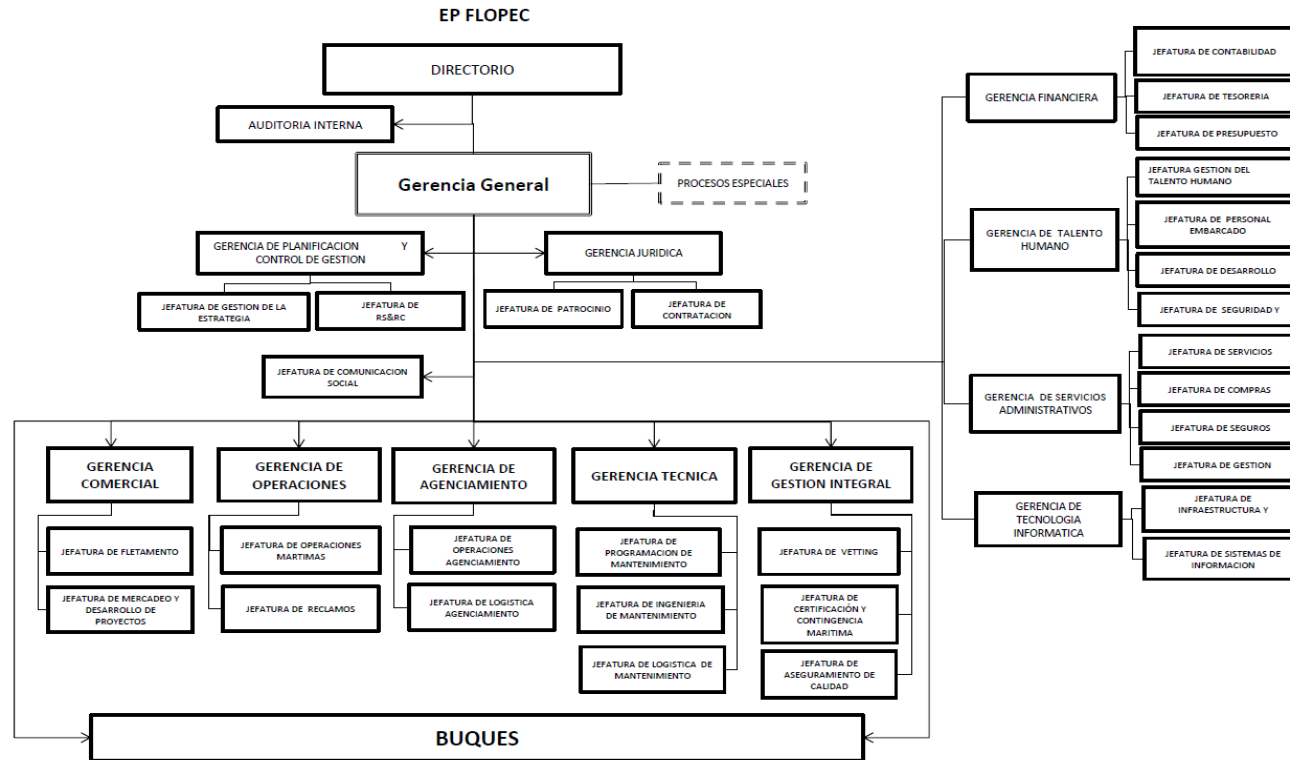 EP FLOPEC
DIRECTORIO
AUDITORIA INTERNA
Gerencia General
PROCESOS ESPECIALES
GERENCIA DE PLANIFICACION Y
CONTROL DE GESTION
GERENCIA JURIDICA
JEFATURA DE GESTION DE LA
ESTRATEGIA
JEFATURA DE
RS&RC
JEFATURA DE PATROCINIO
JEFATURA DE
CONTRATACION
JEFATURA DE COMUNICACION
SOCIAL
GERENCIA
COMERCIAL
JEFATURA DE FLETAMENTO
JEFATURA DE MERCADEO Y
DESARROLLO DE
PROYECTOS
GERENCIA DE
OPERACIONES
JEFATURA DE OPERACIONES
MARTIMAS
JEFATURA DE RECLAMOS
GERENCIA DE
AGENCIAMIENTO
JEFATURA DE
OPERACIONES
AGENCIAMIENTO
JEFATURA DE LOGISTICA
AGENCIAMIENTO
GERENCIA TECNICA
JEFATURA DE
PROGRAMACION DE
MANTENIMIENTO
JEFATURA DE INGENIERIA
DE MANTENIMIENTO
JEFATURA DE LOGISTICA DE
MANTENIMIENTO
GERENCIA DE
GESTION INTEGRAL
JEFATURA DE VETTING
JEFATURA DE
CERTIFICACIÓN Y
CONTINGENCIA
MARITIMA
JEFATURA DE
ASEGURAMIENTO DE
CALIDAD
BUQUES
GERENCIA FINANCIERA
JEFATURA DE CONTABILIDAD
JEFATURA DE TESORERIA
JEFATURA DE PRESUPUESTO
GERENCIA DE TALENTO
HUMANO
JEFATURA GESTION DEL
TALENTO HUMANO
JEFATURA DE PERSONAL
EMBARCADO
JEFATURA DE DESARROLLO
JEFATURA DE SEGURIDAD Y
GERENCIA DE SERVICIOS
ADMINISTRATIVOS
JEFATURA DE SERVICIOS
JEFATURA DE COMPRAS
JEFATURA DE SEGUROS
JEFATURA DE GESTION
GERENCIA DE
TECNOLOGIA
INFORMATICA
JEFATURA DE
INFRAESTRUCTURA Y
JEFATURA DE SISTEMAS DE
INFORMACION